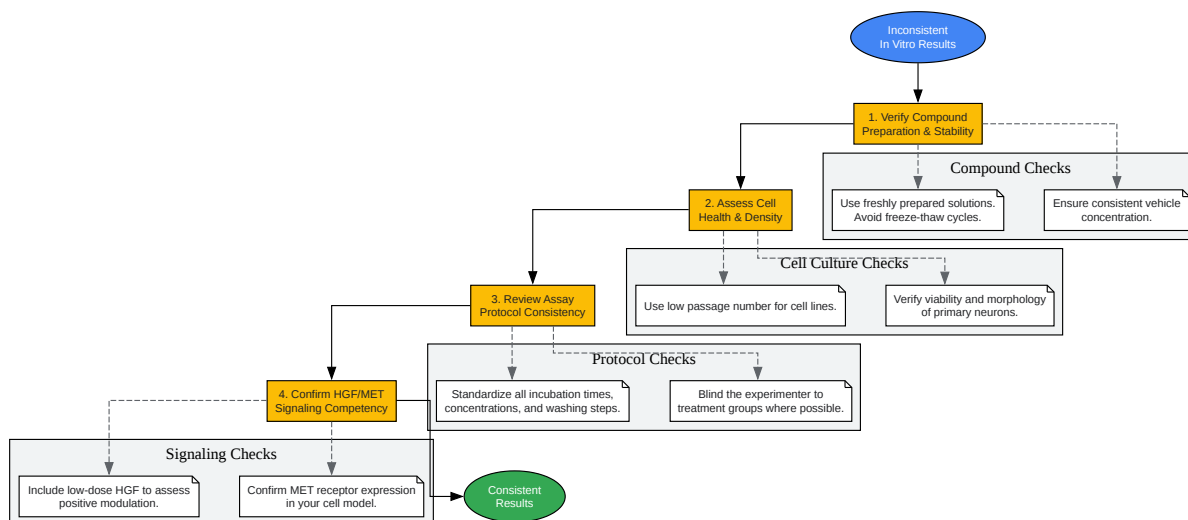 Inconsistent
In Vitro Results
1. Verify Compound
Preparation & Stability
Compound Checks
Use freshly prepared solutions.
Avoid freeze-thaw cycles.
Ensure consistent vehicle
concentration.
2. Assess Cell
Health & Density
Cell Culture Checks
Use low passage number for cell lines.
Verify viability and morphology
of primary neurons.
3. Review Assay
Protocol Consistency
Protocol Checks
Standardize all incubation times,
concentrations, and washing steps.
Blind the experimenter to
treatment groups where possible.
4. Confirm HGF/MET
Signaling Competency
Signaling Checks
Include low-dose HGF to assess
positive modulation.
Confirm MET receptor expression
in your cell model.
Consistent
Results